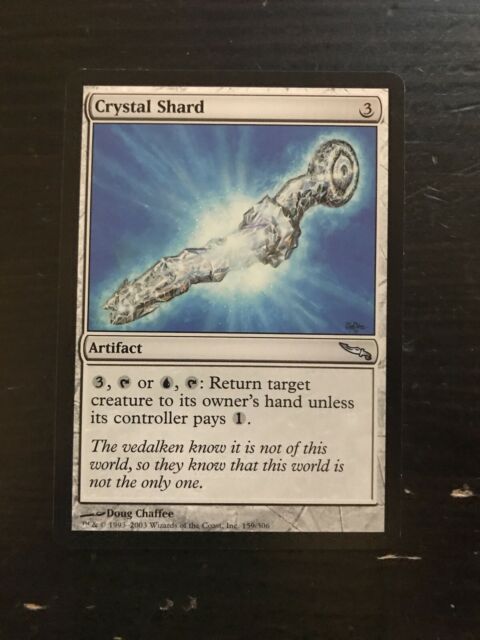 Crystal Shard 3
Artifact
3, or , : Return target
creature to its owner's hand unless
its controller pays 1.
The vedalken know it is not of this
world, so they know that this world is
not the only one.
Doug Chaffee
™ & © 1993–2003 Wizards of the Coast, Inc. 159/306